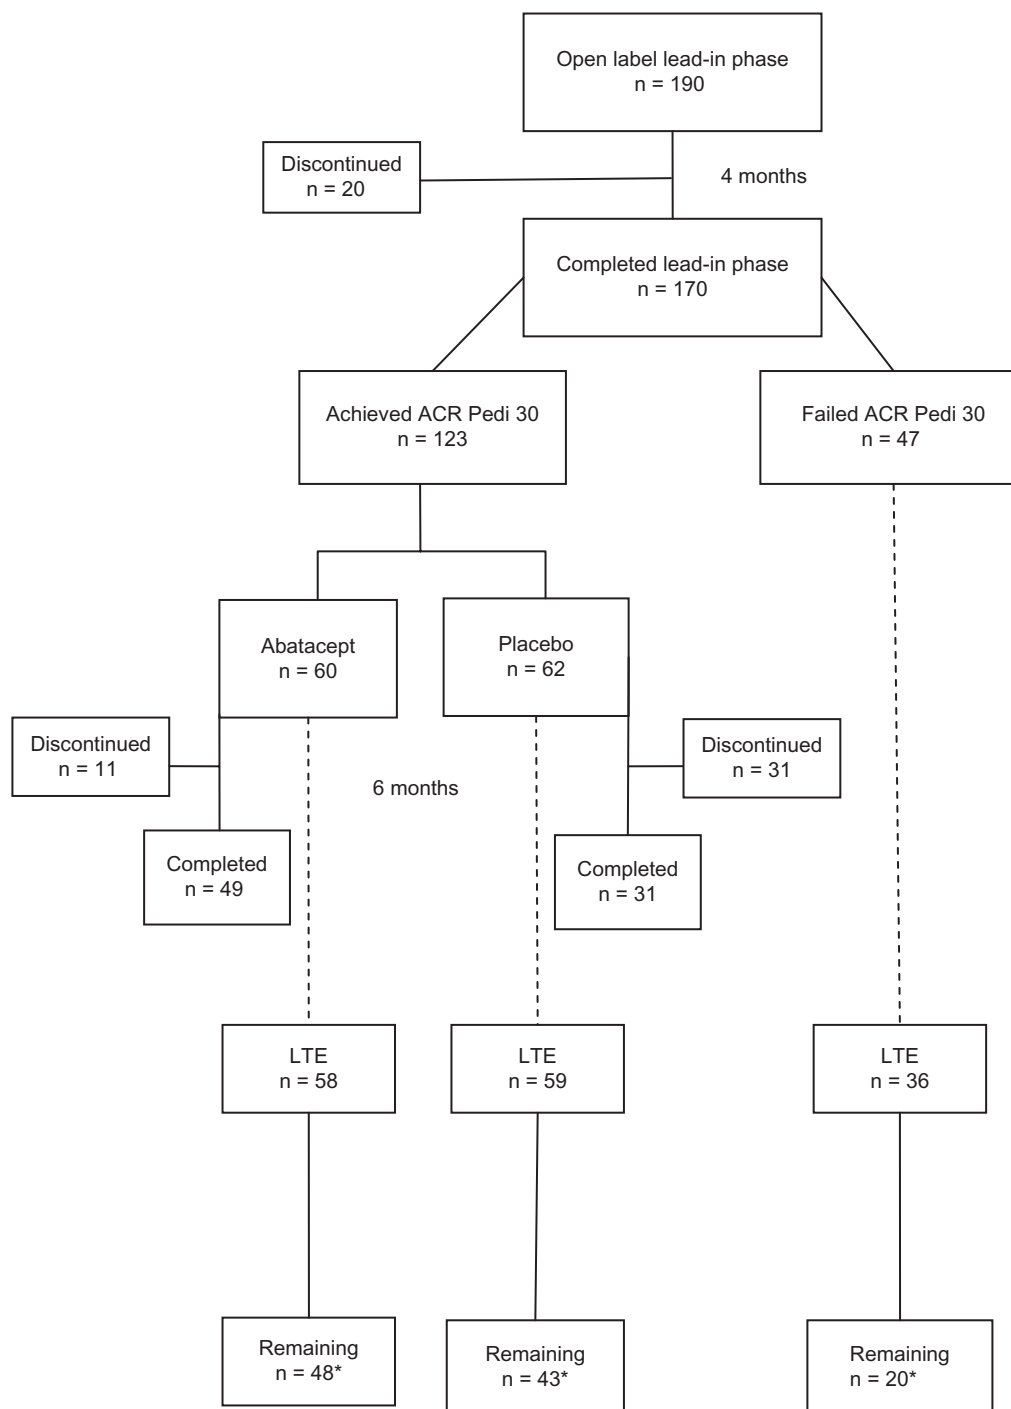 Open label lead-in phase
n = 190
Discontinued
n = 20
4 months
Completed lead-in phase
n = 170
Achieved ACR Pedi 30
n = 123
Failed ACR Pedi 30
n = 47
Abatacept
n = 60
Placebo
n = 62
Discontinued
n = 11
Discontinued
n = 31
6 months
Completed
n = 49
Completed
n = 31
LTE
n = 58
LTE
n = 59
LTE
n = 36
Remaining
n = 48*
Remaining
n = 43*
Remaining
n = 20*